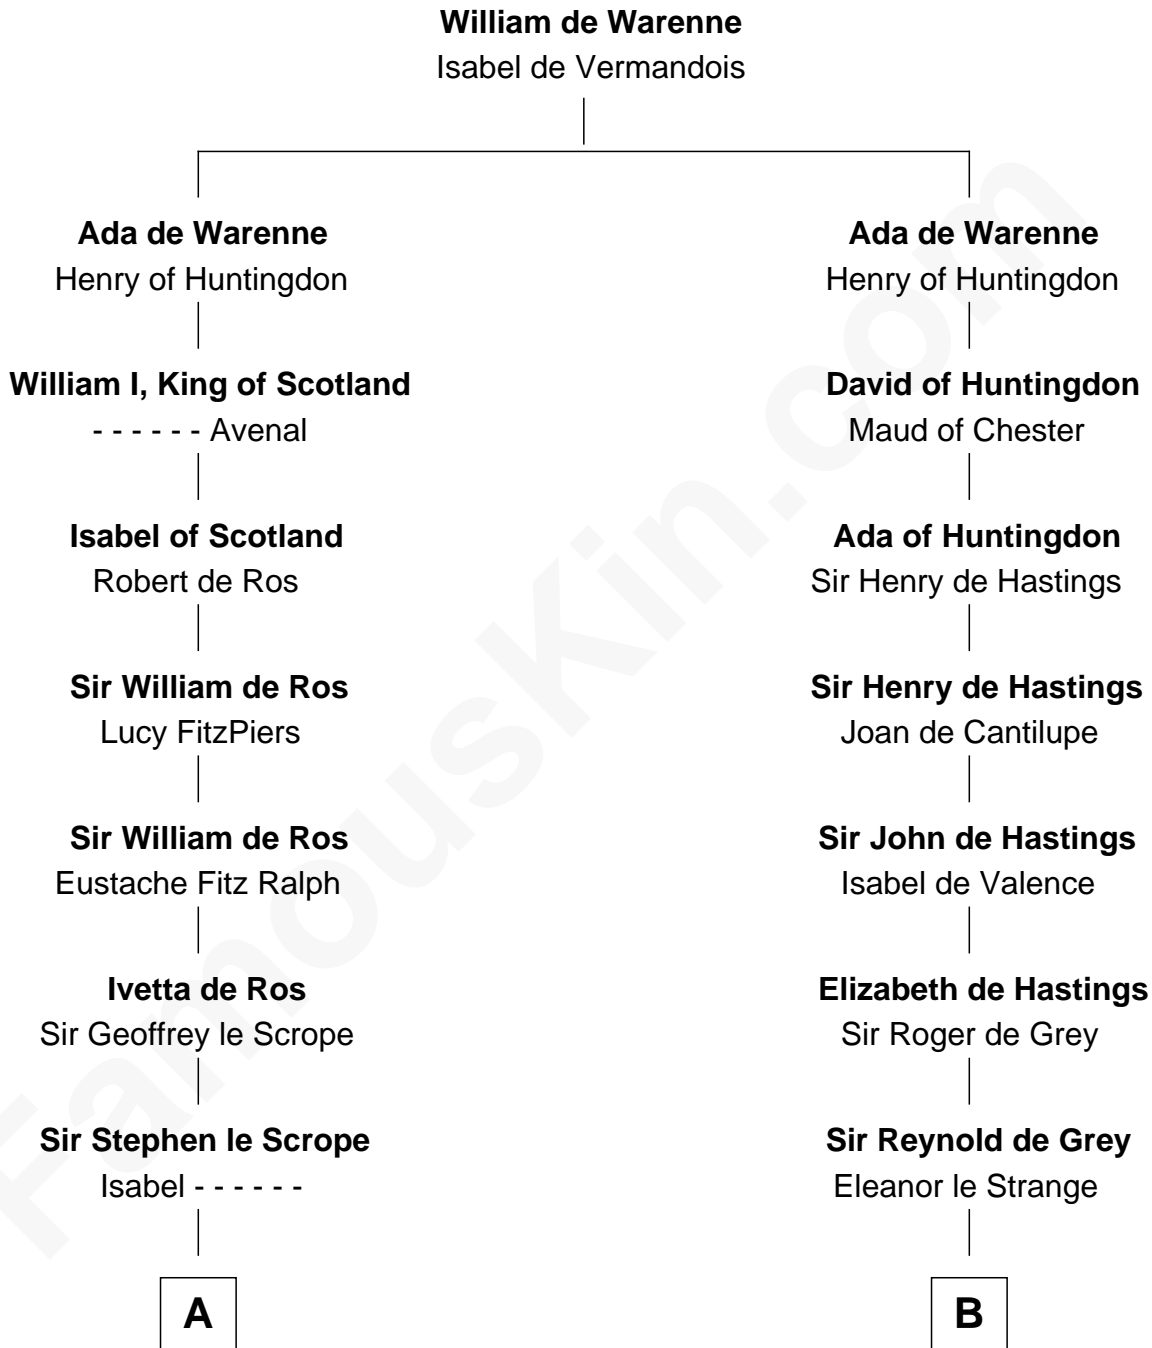 William de Warenne
Isabel de Vermandois
Ada de Warenne
Henry of Huntingdon
Ada de Warenne
Henry of Huntingdon
William I, King of Scotland
- - - - - - Avenal
David of Huntingdon
Maud of Chester
Isabel of Scotland
Robert de Ros
Ada of Huntingdon
Sir Henry de Hastings
Sir William de Ros
Lucy FitzPiers
Sir Henry de Hastings
Joan de Cantilupe
Sir William de Ros
Eustache Fitz Ralph
Sir John de Hastings
Isabel de Valence
Ivetta de Ros
Sir Geoffrey le Scrope
Elizabeth de Hastings
Sir Roger de Grey
Sir Stephen le Scrope
Isabel - - - - - -
Sir Reynold de Grey
Eleanor le Strange
A
B
FamousKin.com